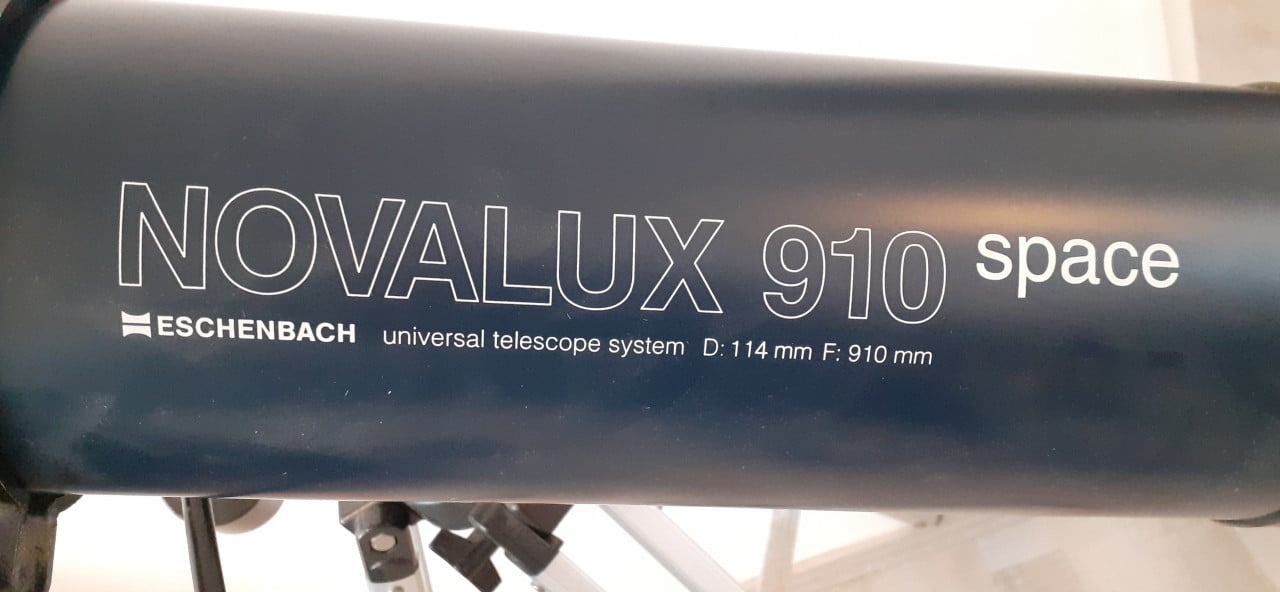 NOVALUX 910 space
ESCHENBACH universal telescope system D: 114 mm F: 910 mm